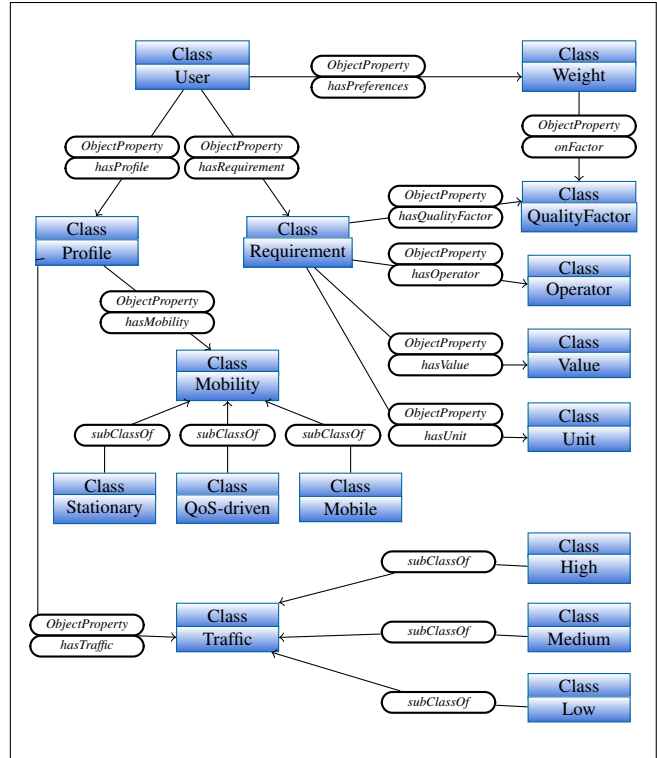 Class
User
ObjectProperty
hasPreferences
Class
Weight
ObjectProperty
hasProfile
ObjectProperty
hasRequirement
ObjectProperty
onFactor
Class
Profile
Class
Requirement
ObjectProperty
hasQualityFactor
Class
QualityFactor
ObjectProperty
hasOperator
Class
Operator
ObjectProperty
hasMobility
ObjectProperty
hasValue
Class
Value
Class
Mobility
ObjectProperty
hasUnit
Class
Unit
subClassOf
subClassOf
subClassOf
Class
Stationary
Class
QoS-driven
Class
Mobile
subClassOf
Class
High
ObjectProperty
hasTraffic
Class
Traffic
subClassOf
Class
Medium
subClassOf
Class
Low